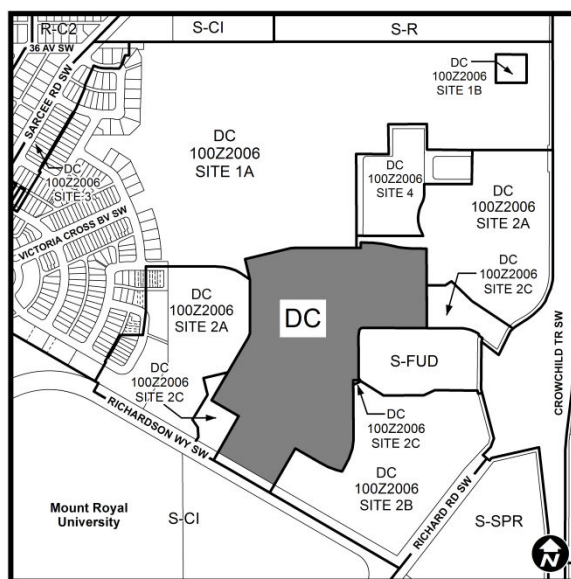 R-C2
S-CI
S-R
36 AV SW
SARCEE RD SW
DC
100Z2006
SITE 1B
DC
100Z2006
SITE 1A
DC
100Z2006
SITE 3
DC
100Z2006
SITE 4
DC
100Z2006
SITE 2A
VICTORIA CROSS BV SW
DC
100Z2006
SITE 2C
DC
100Z2006
SITE 2A
DC
CROWCHILD TR SW
S-FUD
DC
100Z2006
SITE 2C
DC
100Z2006
SITE 2C
RICHARDSON WY SW
DC
100Z2006
SITE 2B
RICHARD RD SW
Mount Royal
University
S-CI
S-SPR
N